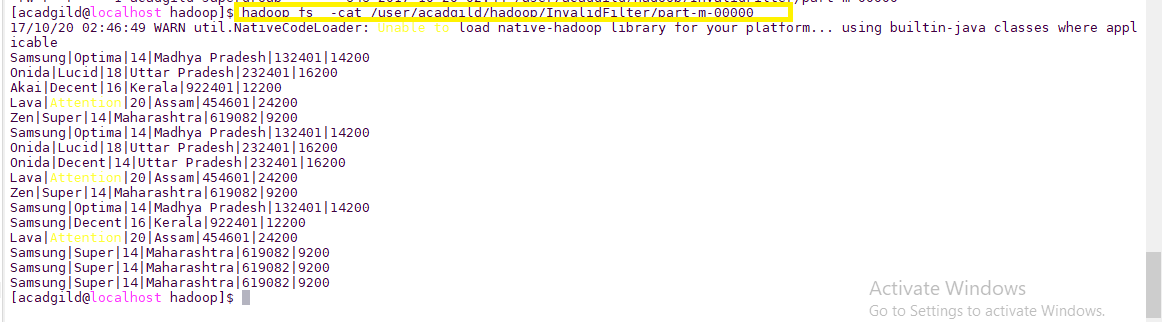 [acadgild@localhost hadoop]$ hadoop fs  -cat /user/acadgild/hadoop/InvalidFilter/part-m-00000
17/10/20 02:46:49 WARN util.NativeCodeLoader: Unable to load native-hadoop library for your platform... using builtin-java classes where appl
icable
Samsung|Optima|14|Madhya Pradesh|132401|14200
Onida|Lucid|18|Uttar Pradesh|232401|16200
Akai|Decent|16|Kerala|922401|12200
Lava|Attention|20|Assam|454601|24200
Zen|Super|14|Maharashtra|619082|9200
Samsung|Optima|14|Madhya Pradesh|132401|14200
Onida|Lucid|18|Uttar Pradesh|232401|16200
Onida|Decent|14|Uttar Pradesh|232401|16200
Lava|Attention|20|Assam|454601|24200
Zen|Super|14|Maharashtra|619082|9200
Samsung|Optima|14|Madhya Pradesh|132401|14200
Samsung|Decent|16|Kerala|922401|12200
Lava|Attention|20|Assam|454601|24200
Samsung|Super|14|Maharashtra|619082|9200
Samsung|Super|14|Maharashtra|619082|9200
Samsung|Super|14|Maharashtra|619082|9200
[acadgild@localhost hadoop]$
Activate Windows
Go to Settings to activate Windows.